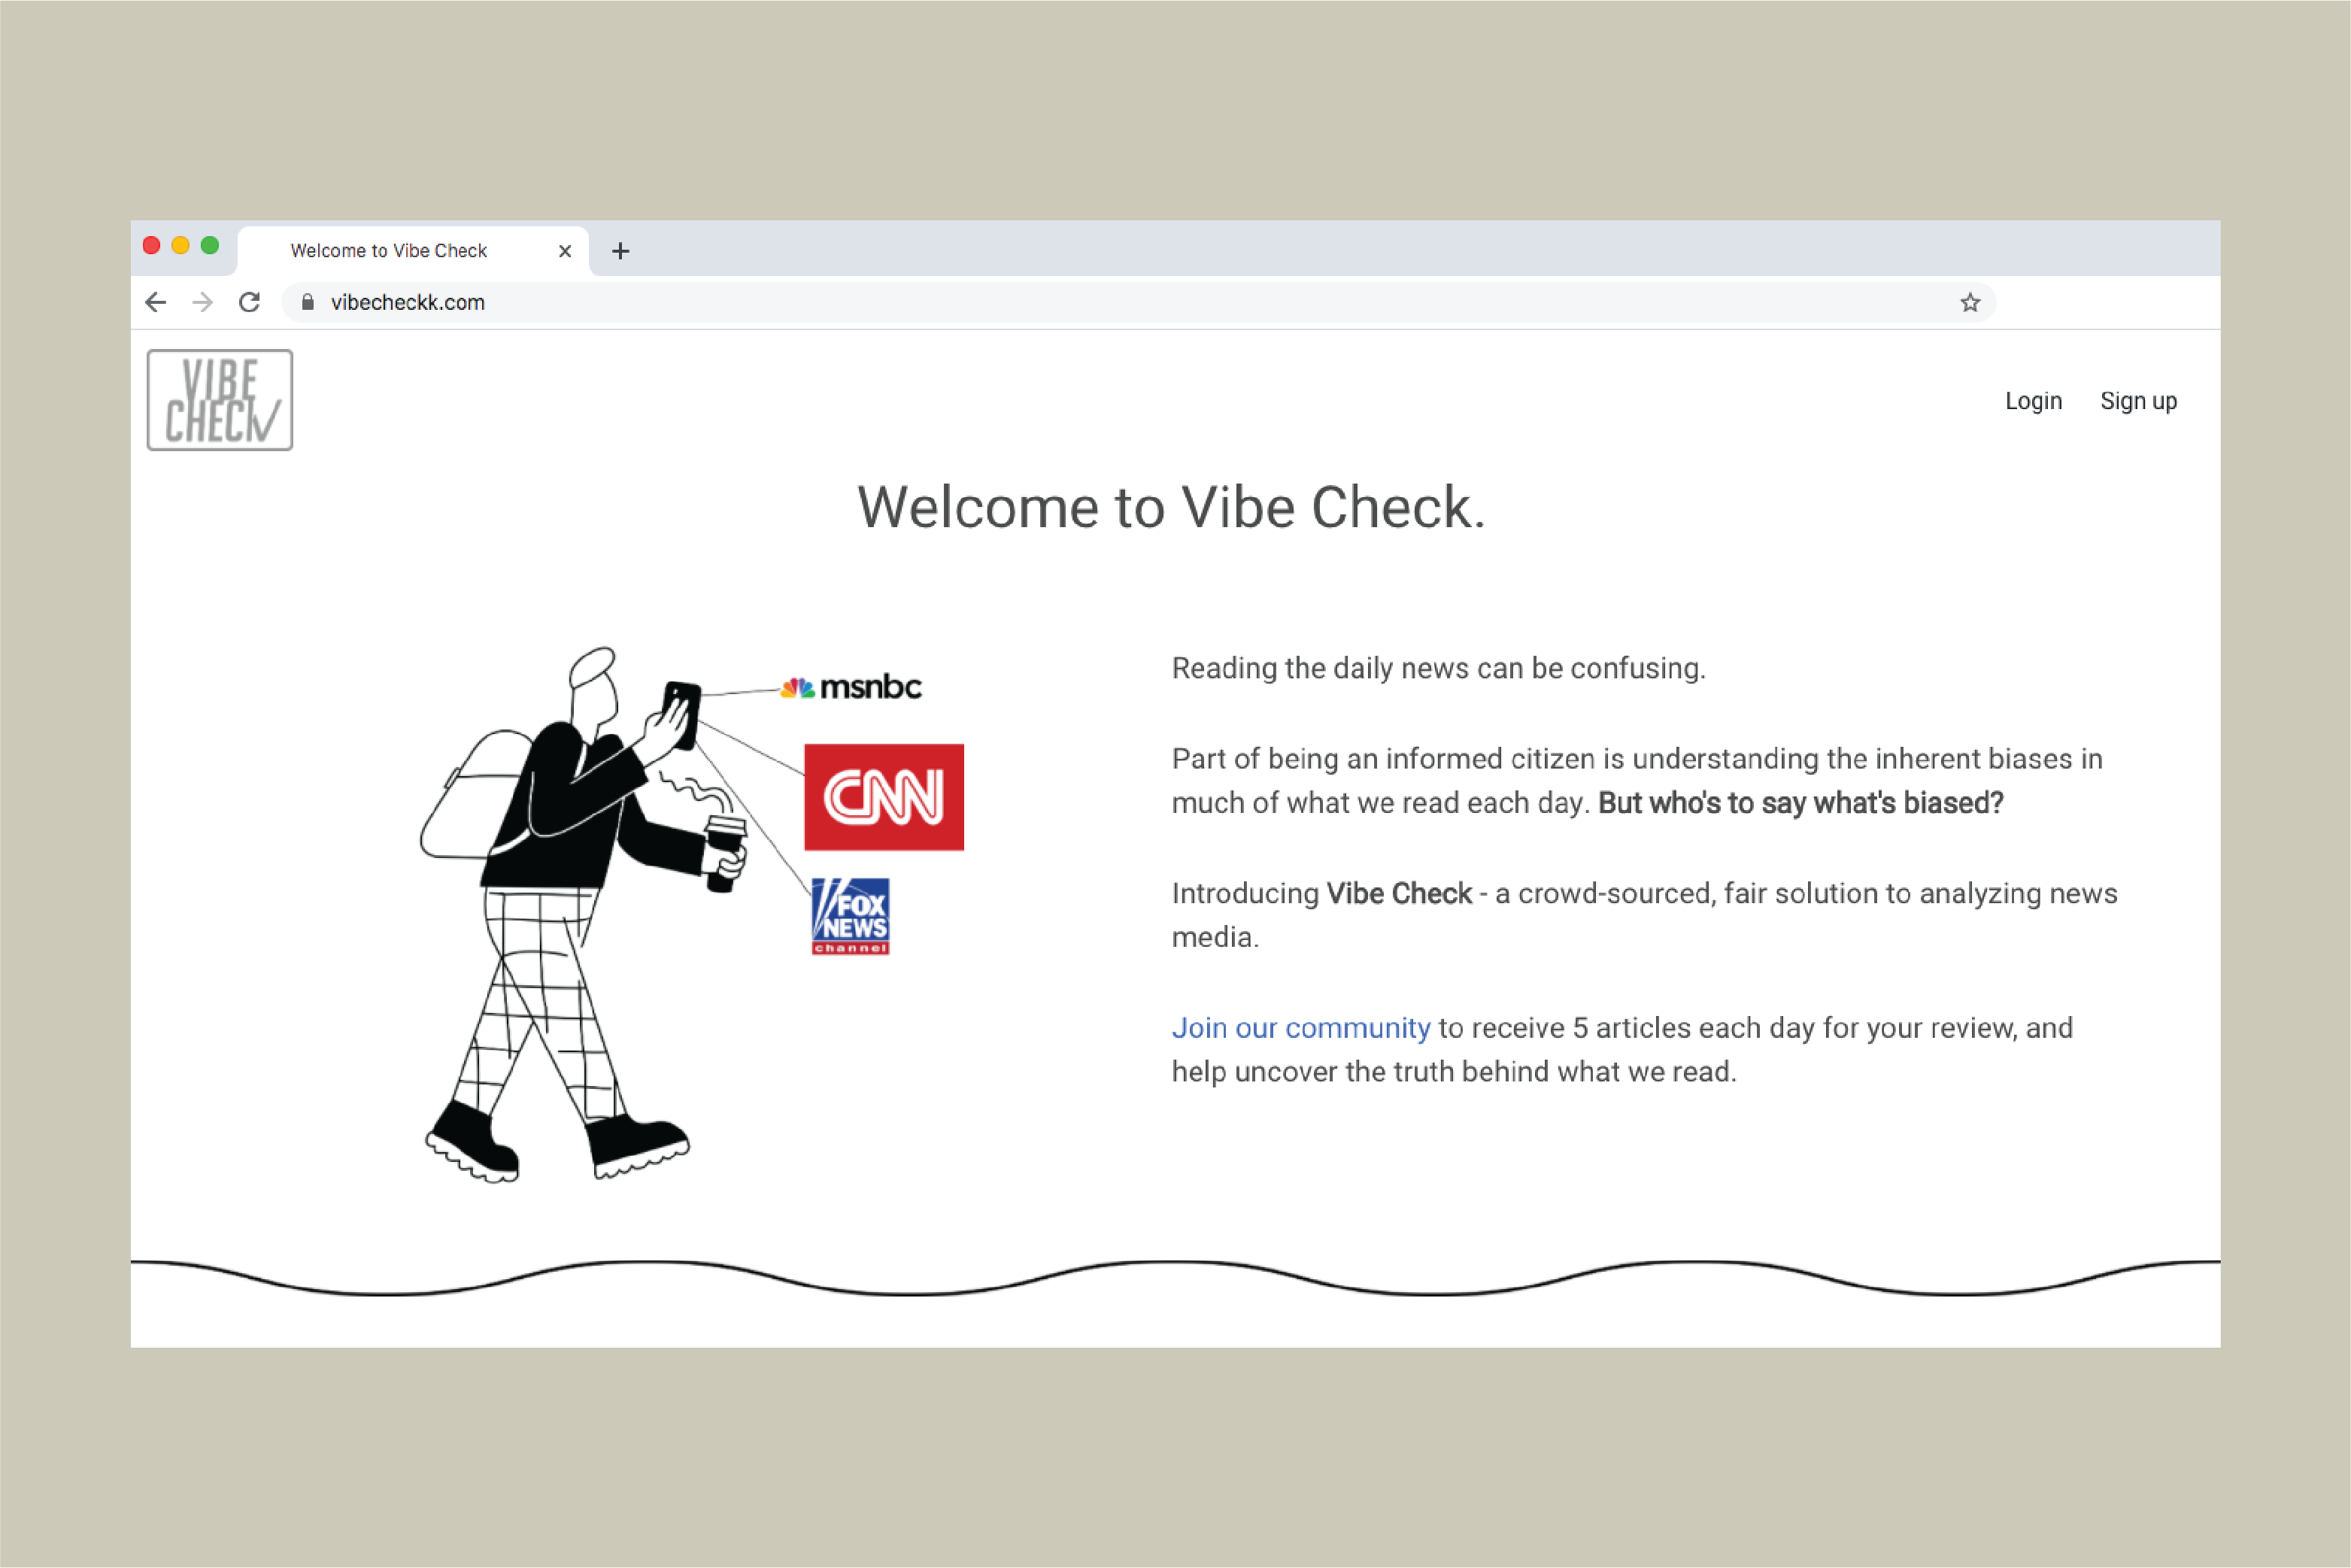 Welcome to Vibe Check
vibecheckk.com
VIBE
CHECK
Login Sign up
Welcome to Vibe Check.
msnbc
CNN
FOX
NEWS
channel
Reading the daily news can be confusing.
Part of being an informed citizen is understanding the inherent biases in
much of what we read each day. But who's to say what's biased?
Introducing Vibe Check - a crowd-sourced, fair solution to analyzing news
media.
Join our community to receive 5 articles each day for your review, and
help uncover the truth behind what we read.